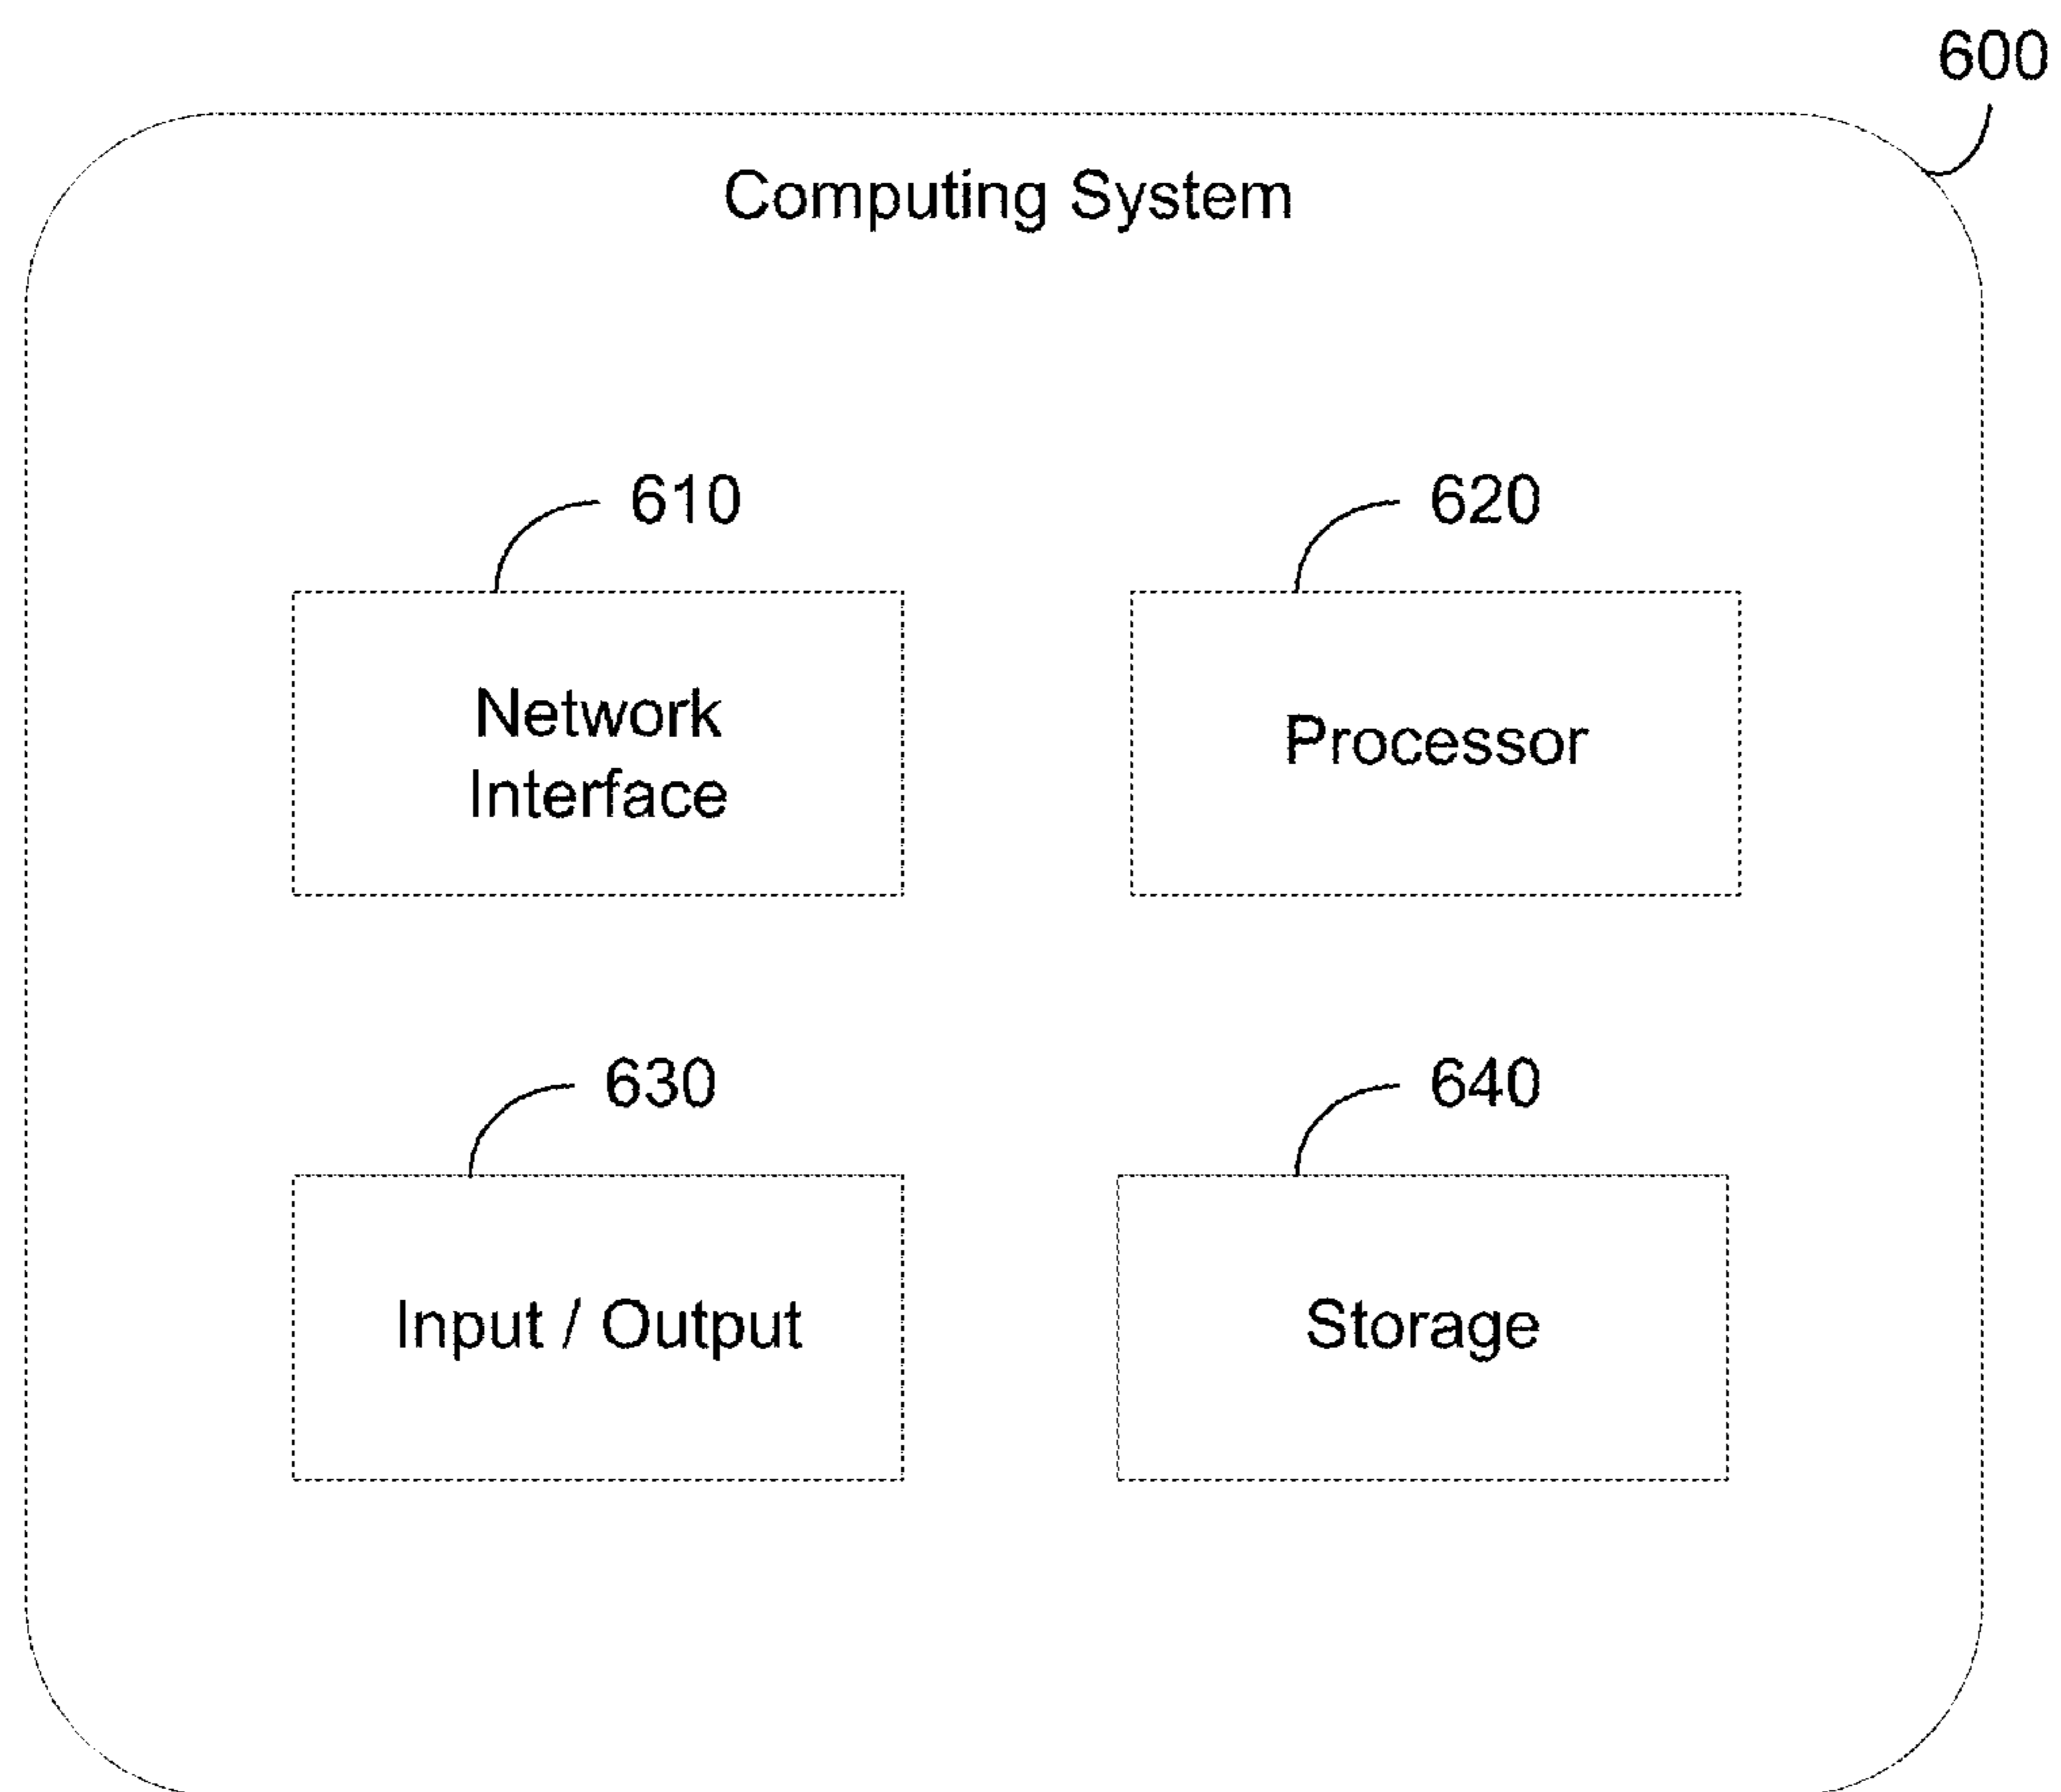 600
Computing System
610
620
Network
Interface
Processor
630
640
Input / Output
Storage